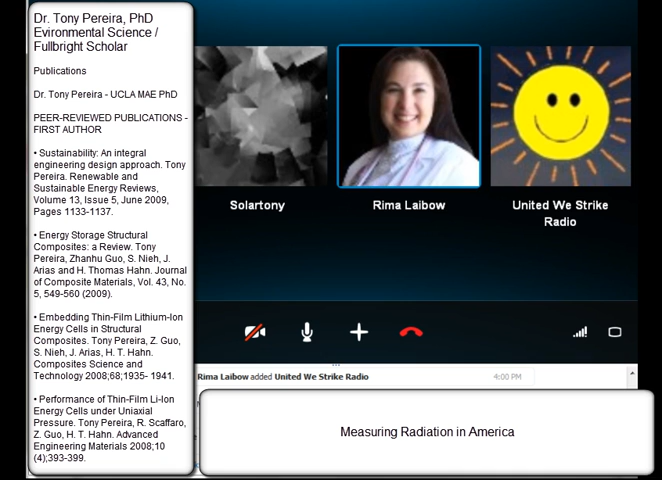 Dr. Tony Pereira, PhD
Evironmental Science /
Fullbright Scholar
Publications
Dr. Tony Pereira - UCLA MAE PhD
PEER-REVIEWED PUBLICATIONS -
FIRST AUTHOR
• Sustainability: An integral
engineering design approach. Tony
Pereira. Renewable and
Sustainable Energy Reviews,
Volume 13, Issue 5, June 2009,
Pages 1133-1137.
• Energy Storage Structural
Composites: a Review. Tony
Pereira, Zhanhu Guo, S. Nieh, J.
Arias and H. Thomas Hahn. Journal
of Composite Materials, Vol. 43, No.
5, 549-560 (2009).
• Embedding Thin-Film Lithium-Ion
Energy Cells in Structural
Composites. Tony Pereira, Z. Guo,
S. Nieh, J. Arias, H. T. Hahn.
Composites Science and
Technology 2008;68;1935- 1941.
• Performance of Thin-Film Li-Ion
Energy Cells under Uniaxial
Pressure. Tony Pereira, R. Scaffaro,
Z. Guo, H. T. Hahn. Advanced
Engineering Materials 2008;10
(4);393-399.
Solartony
Rima Laibow
United We Strike
Radio
Rima Laibow added United We Strike Radio
4:00 PM
Measuring Radiation in America